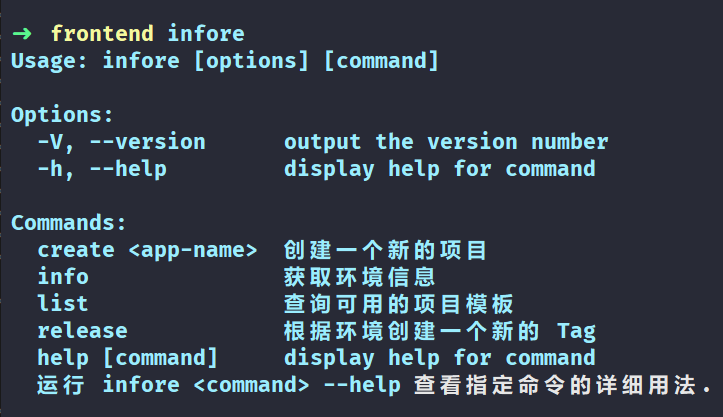 ➜ frontend infore
Usage: infore [options] [command]
Options:
-V, --version output the version number
-h, --help display help for command
Commands:
create <app-name> 创建一个新的项目
info 获取环境信息
list 查询可用的项目模板
release 根据环境创建一个新的 Tag
help [command] display help for command
运行 infore <command> --help 查看指定命令的详细用法.